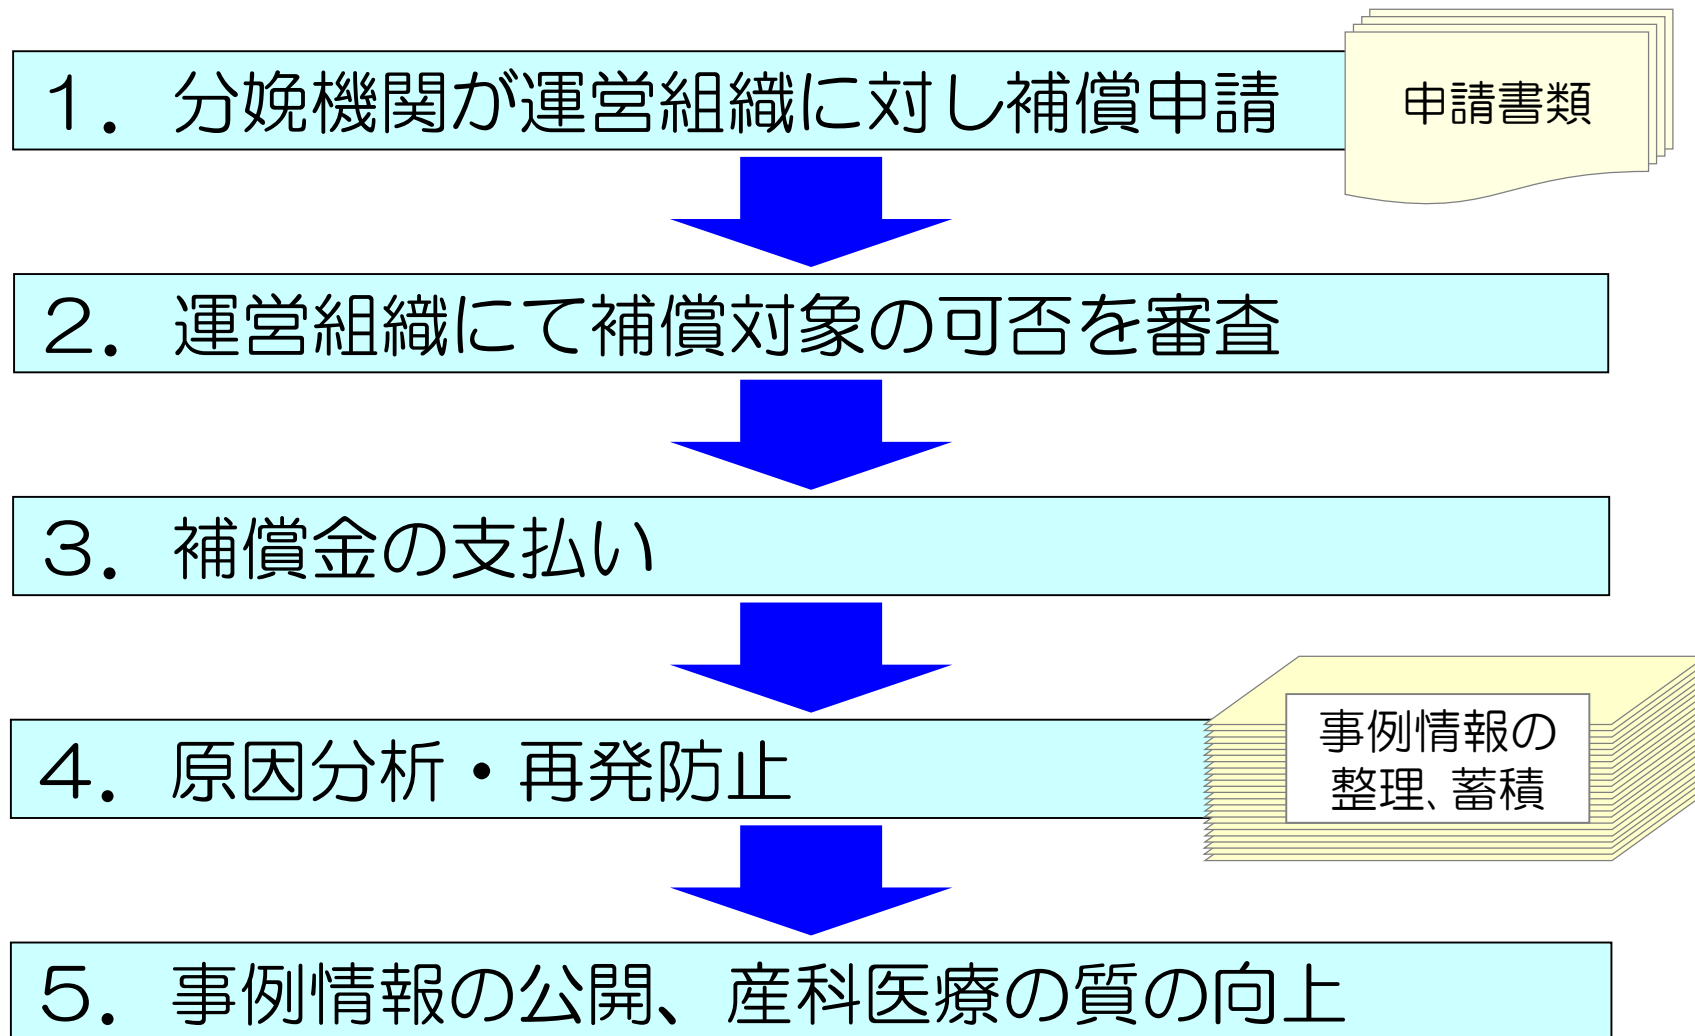 １．分娩機関が運営組織に対し補償申請
申請書類
２．運営組織にて補償対象の可否を審査
３．補償金の支払い
４．原因分析・再発防止
事例情報の
整理、蓄積
５．事例情報の公開、産科医療の質の向上